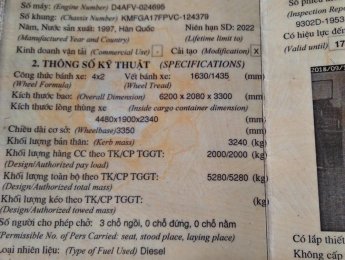 Số máy: (Engine Number) D4AFV-024695
Số khung: (Chassis Number) KMFGA17FPVC-124379
Năm, Nước sản xuất: 1997, Hàn Quốc Niên hạn SD: 2022
(Manufactured Year and Country) (Lifetime limit to)
Kinh doanh vận tải (Commercial Use) - Cải tạo (Modification) X
2. THÔNG SỐ KỸ THUẬT (SPECIFICATIONS)
Công thức bánh xe: 4x2 Vết bánh xe: 1630/1435 (mm)
(Wheel Formula) (Wheel Tread)
Kích thước bao: (Overall Dimension) 6200 x 2080 x 3300 (mm)
Kích thước lòng thùng xe (Inside cargo container dimension)
4480x1900x2340 (mm)
Chiều dài cơ sở: (Wheelbase)3350 (mm)
Khối lượng bản thân: (Kerb mass) 3240 (kg)
Khối lượng hàng CC theo TK/CP TGGT: 2000/2000 (kg)
(Design/Authorized pay load)
Khối lượng toàn bộ theo TK/CP TGGT: 5280/5280 (kg)
(Design/Authorized total mass)
Khối lượng kéo theo TK/CP TGGT: (kg
(Design/Authorized towed mass)
Số người cho phép chở: 3 chỗ ngồi, 0 chỗ đứng, 0 chỗ nằm
(Permissible No. of Pers Carried: seat, stood place, laying place)
Loại nhiên liệu: (Type of Fuel Used) Diesel
Số phiếu
(Inspection Repor
9302D-1953
Có hiệu lực đế
(Valid until) 17
2018/09/
Có lắp thiết